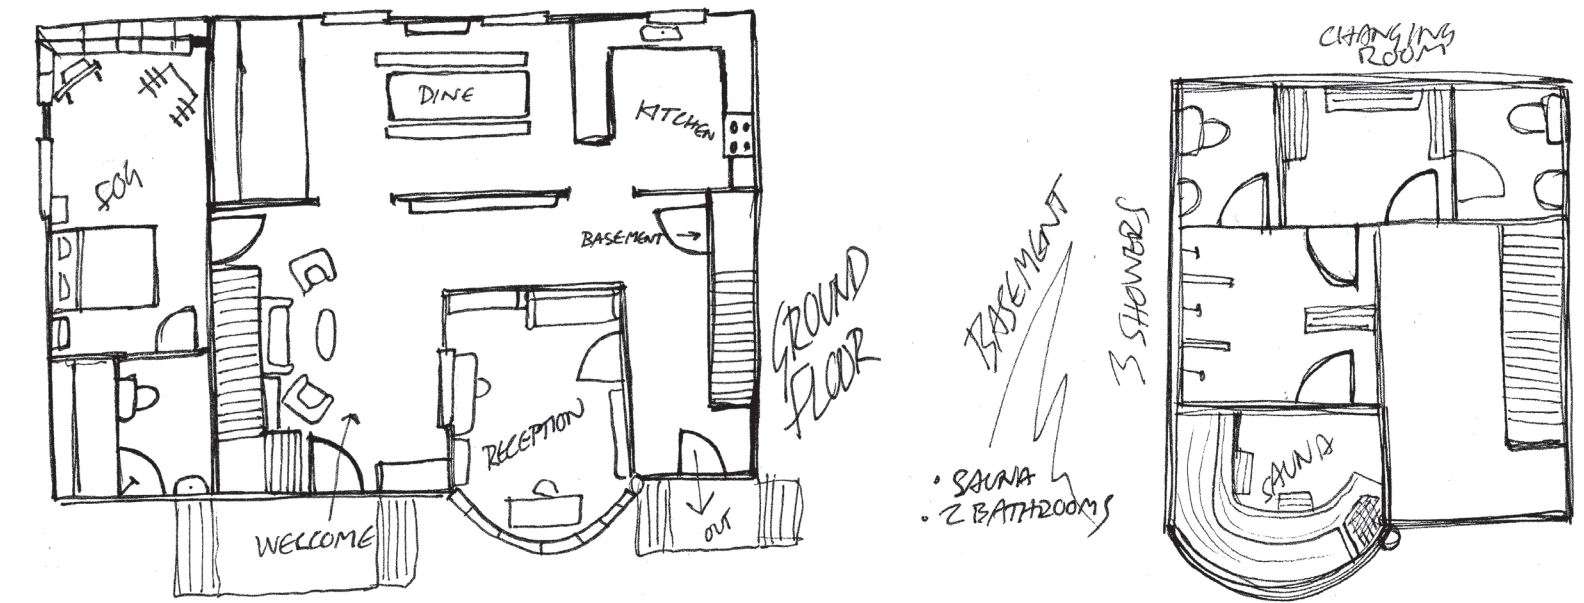 DINE
KITCHEN
SOG
BASEMENT
RECEPTION
WELCOME
OUT
GROUND
FLOOR
BASEMENT
• SAUNA
• 2 BATHROOMS
3 SHOWERS
CHANGING
ROOM
SAUNA